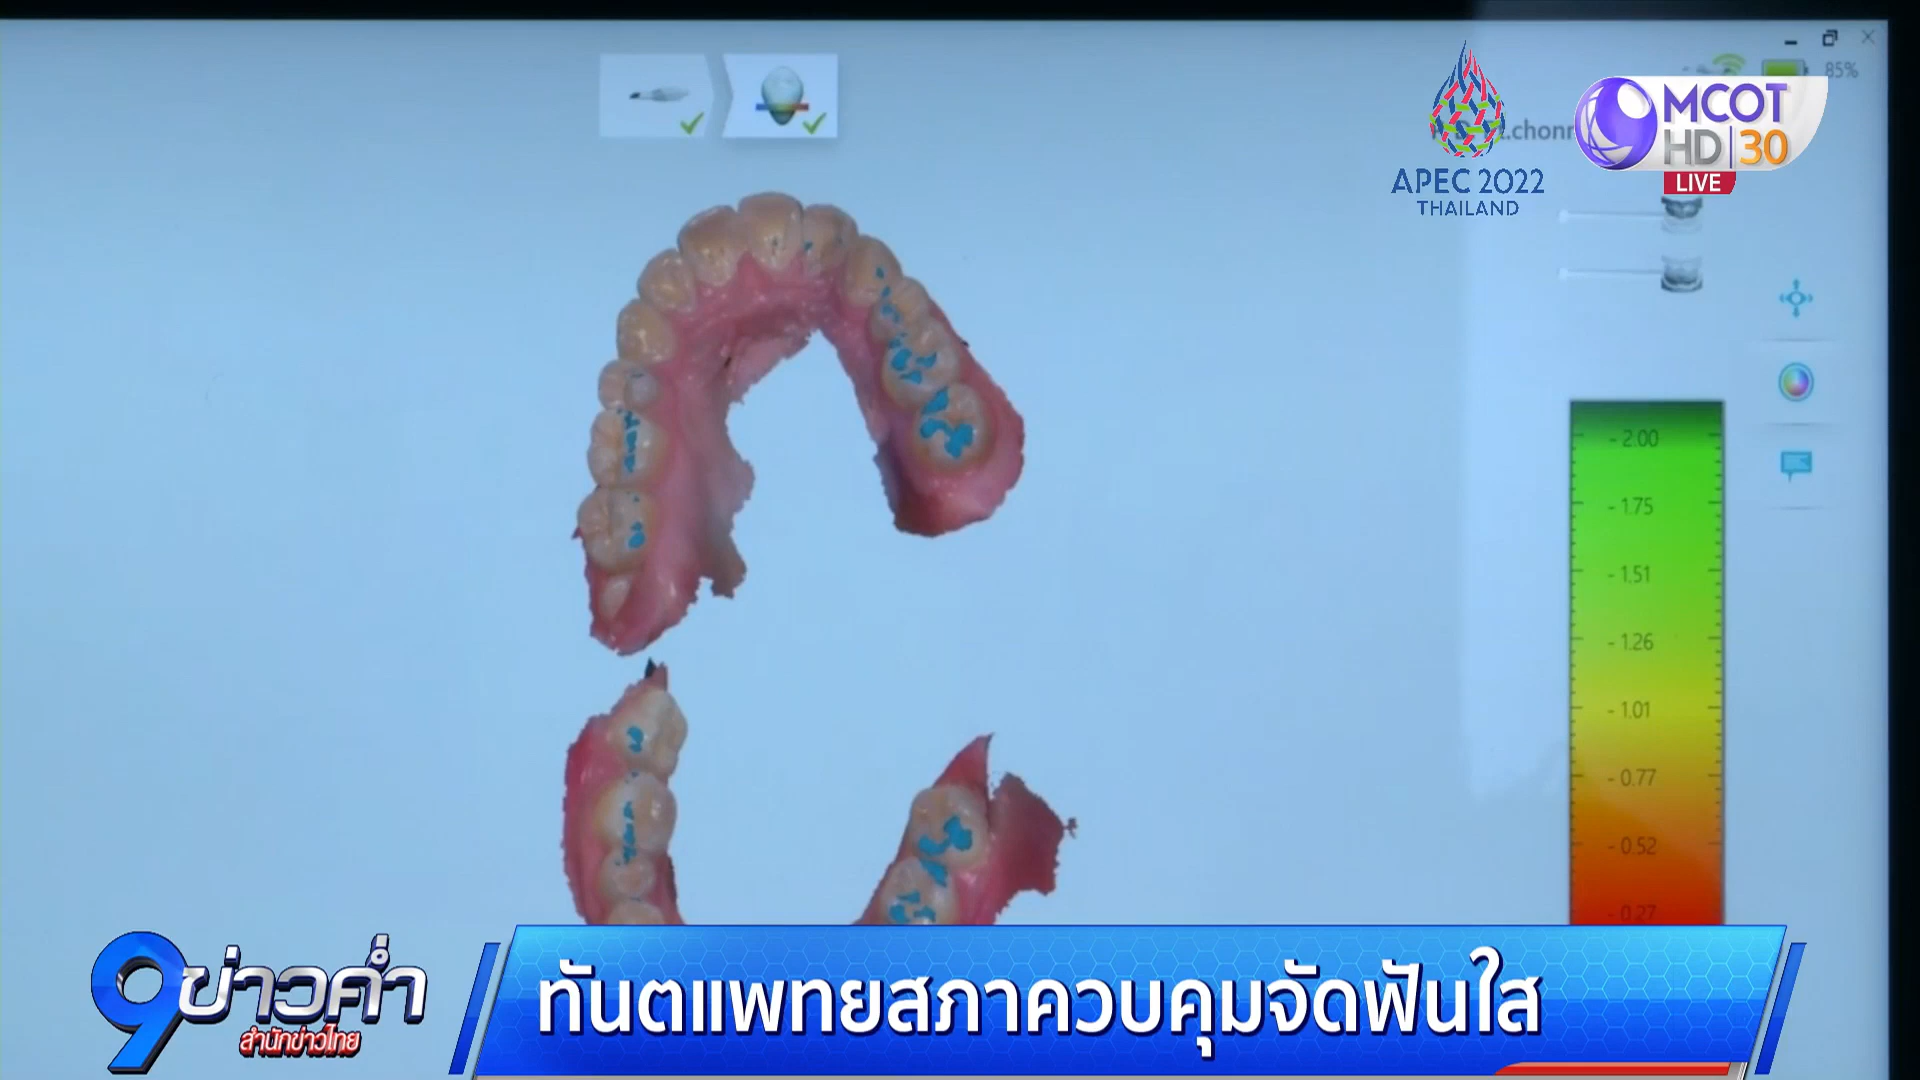 85%
.chonn
MCOT
HD 30
LIVE
APEC 2022
THAILAND
- 2.00
- 1.75
- 1.51
- 1.26
- 1.01
- 0.77
- 0.52
- 0.27
9 ข่าวค่ำ
สำนักข่าวไทย
ทันตแพทยสภาควบคุมจัดฟันใส